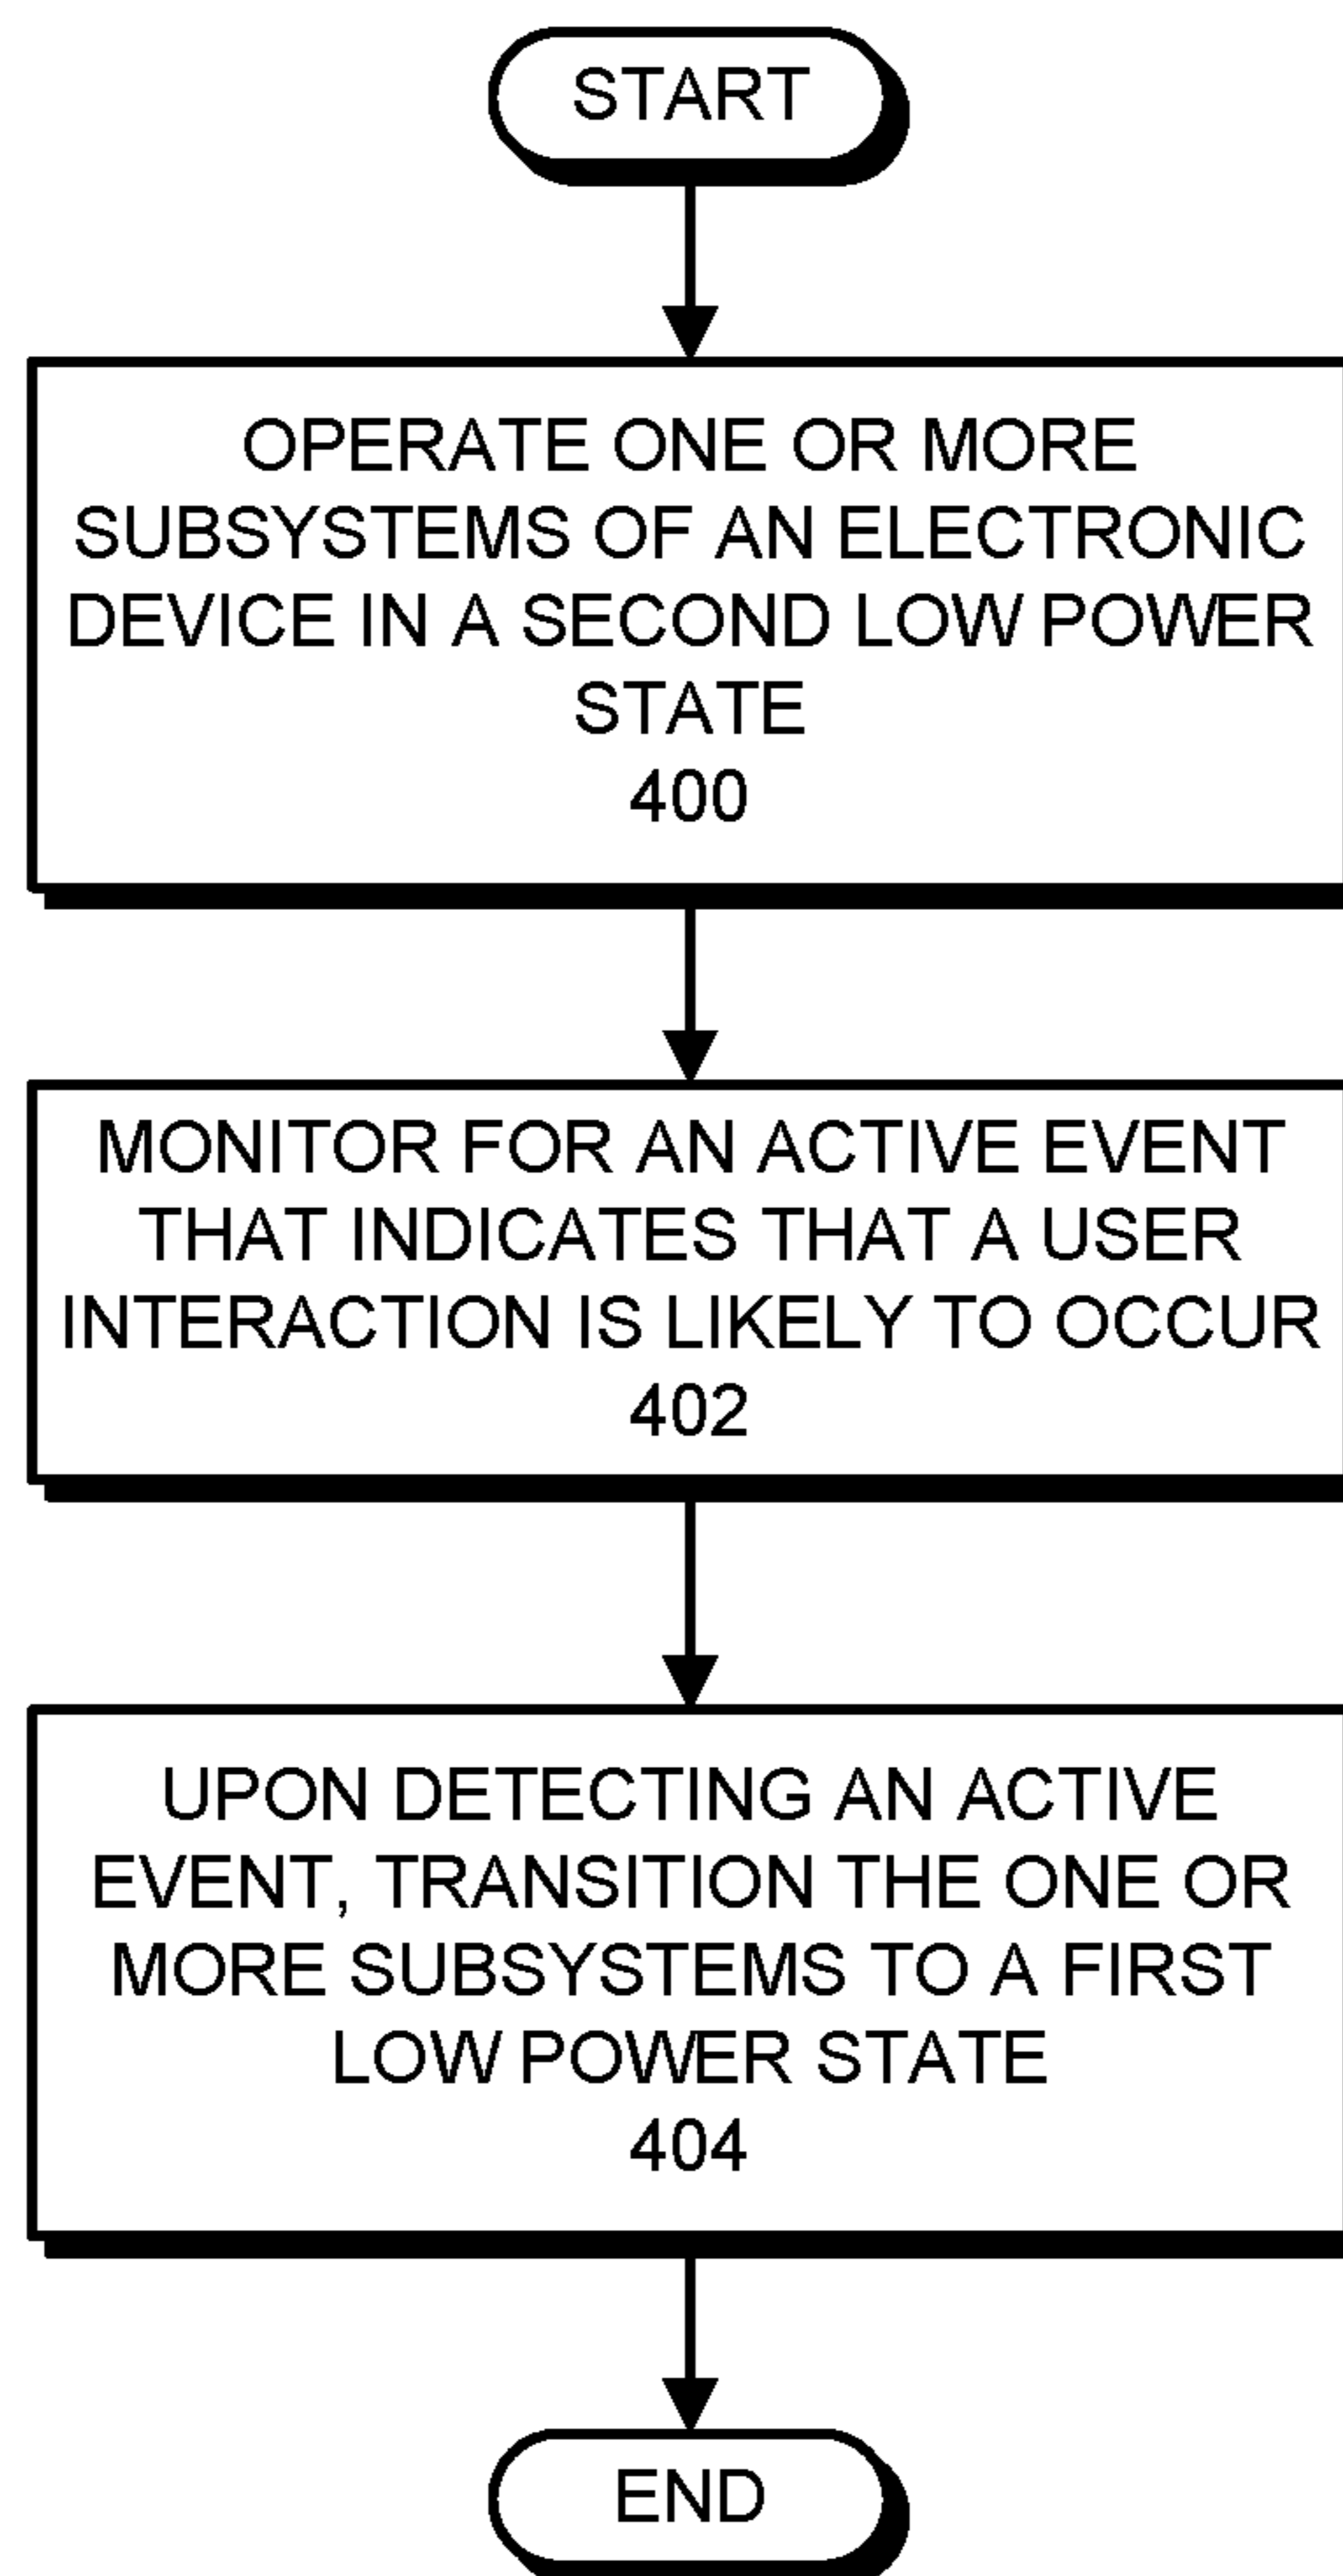 START
OPERATE ONE OR MORE
SUBSYSTEMS OF AN ELECTRONIC
DEVICE IN A SECOND LOW POWER
STATE
400
MONITOR FOR AN ACTIVE EVENT
THAT INDICATES THAT A USER
INTERACTION IS LIKELY TO OCCUR
402
UPON DETECTING AN ACTIVE
EVENT, TRANSITION THE ONE OR
MORE SUBSYSTEMS TO A FIRST
LOW POWER STATE
404
END